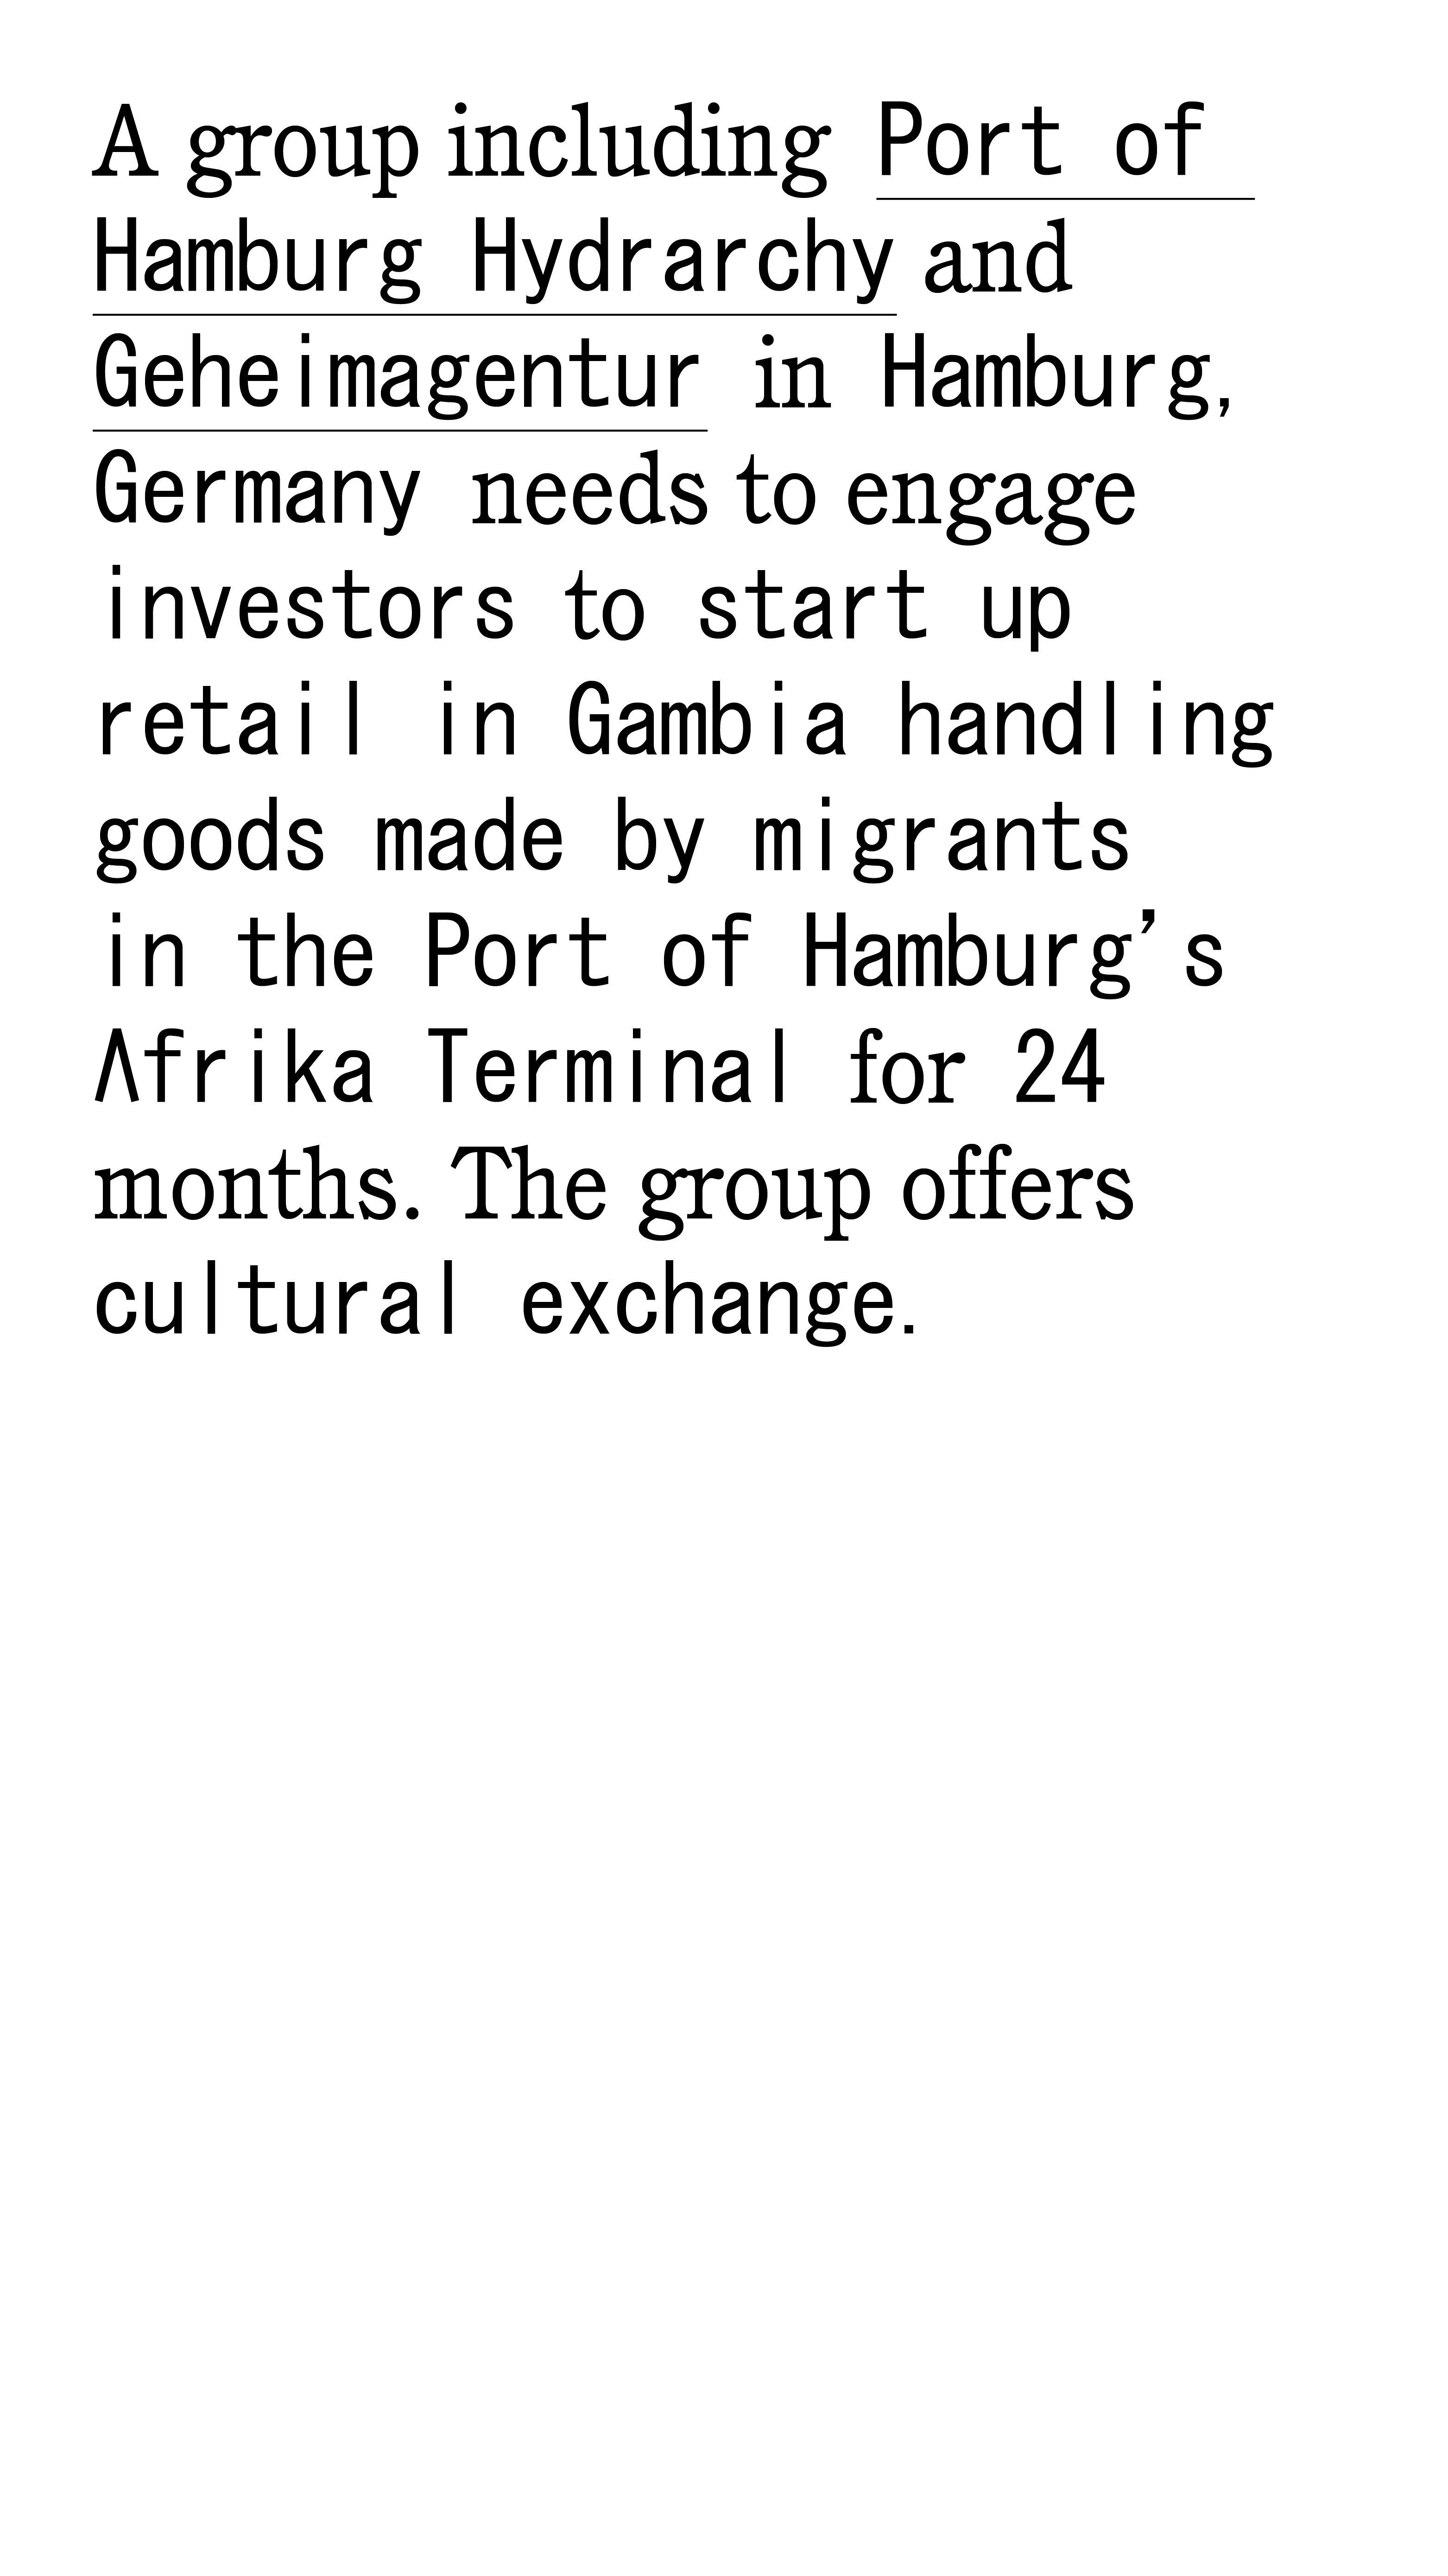 A group including Port of
Hamburg Hydrarchy and
Geheimagentur in Hamburg,
Germany needs to engage
investors to start up
retail in Gambia handling
goods made by migrants
in the Port of Hamburg’s
Afrika Terminal for 24
months. The group offers
cultural exchange.